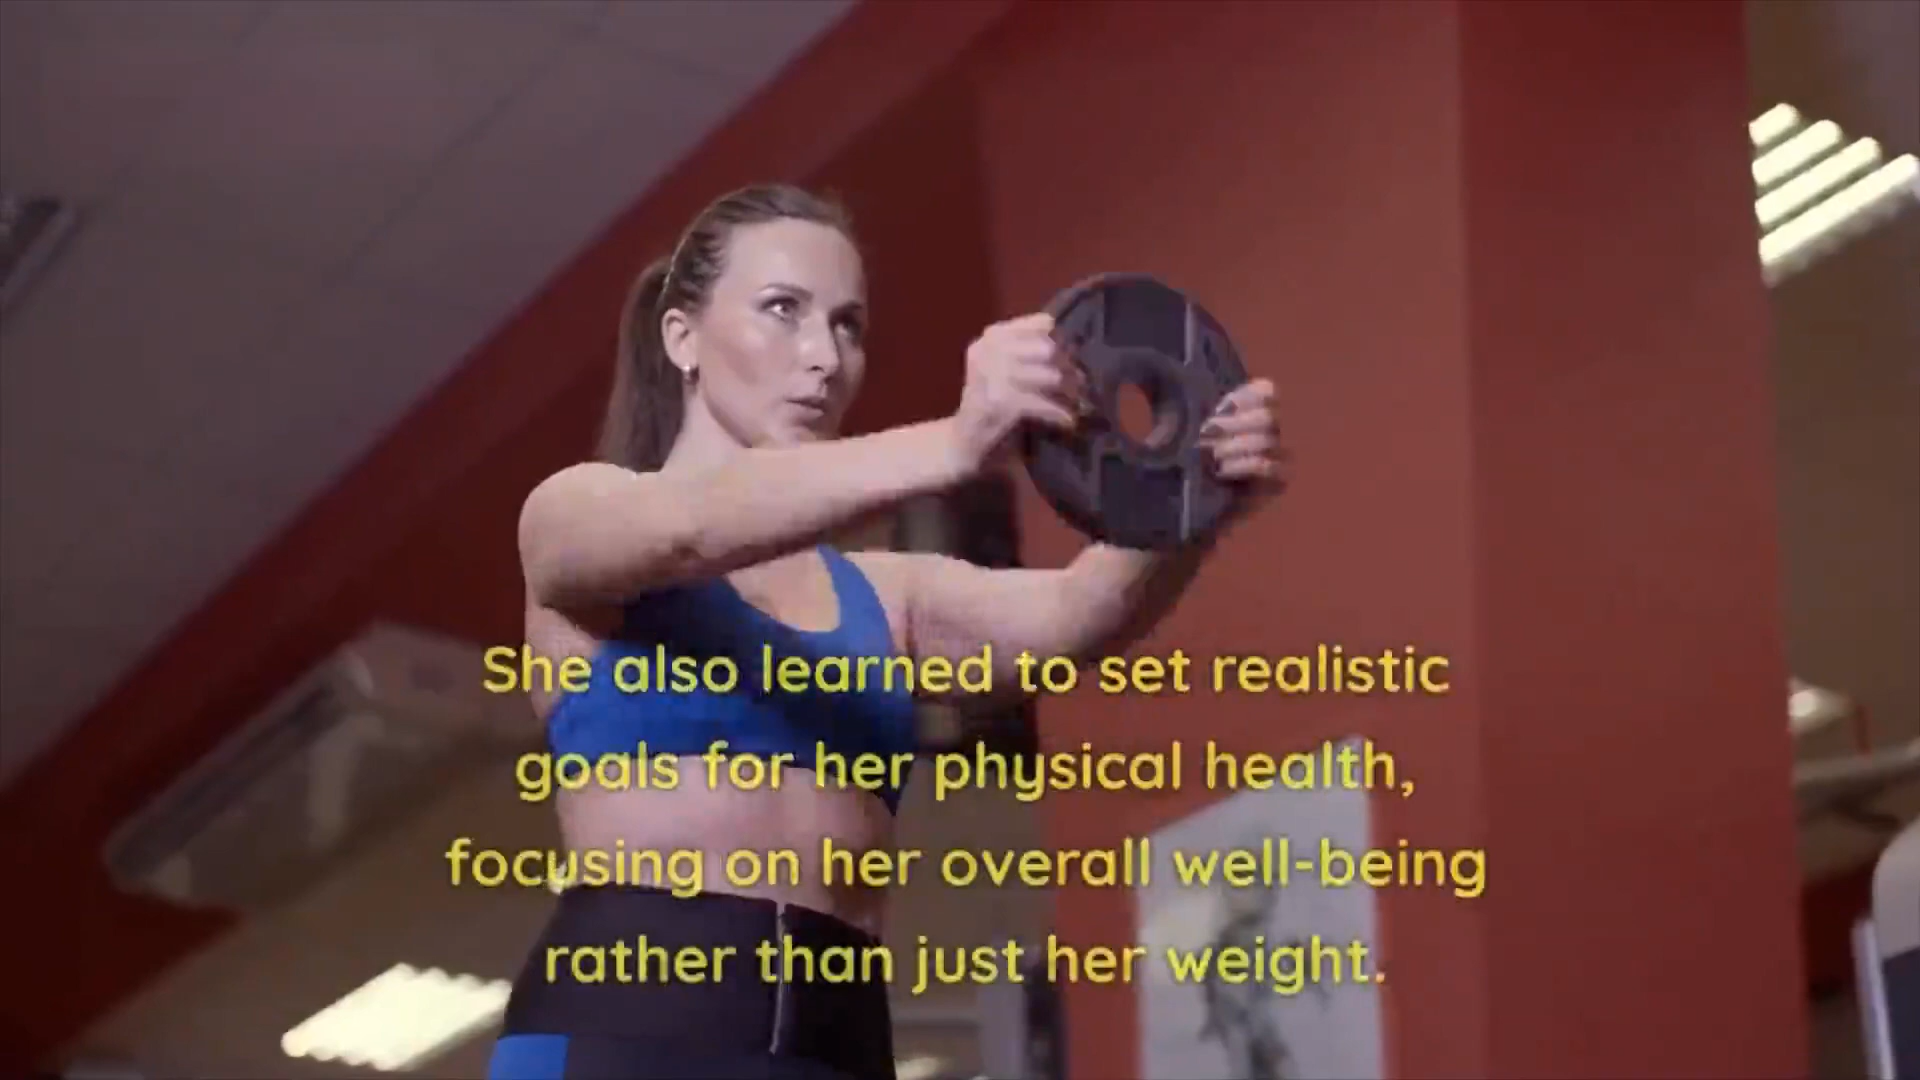 She also learned to set realistic
goals for her physical health,
focusing on her overall well-being
rather than just her weight.